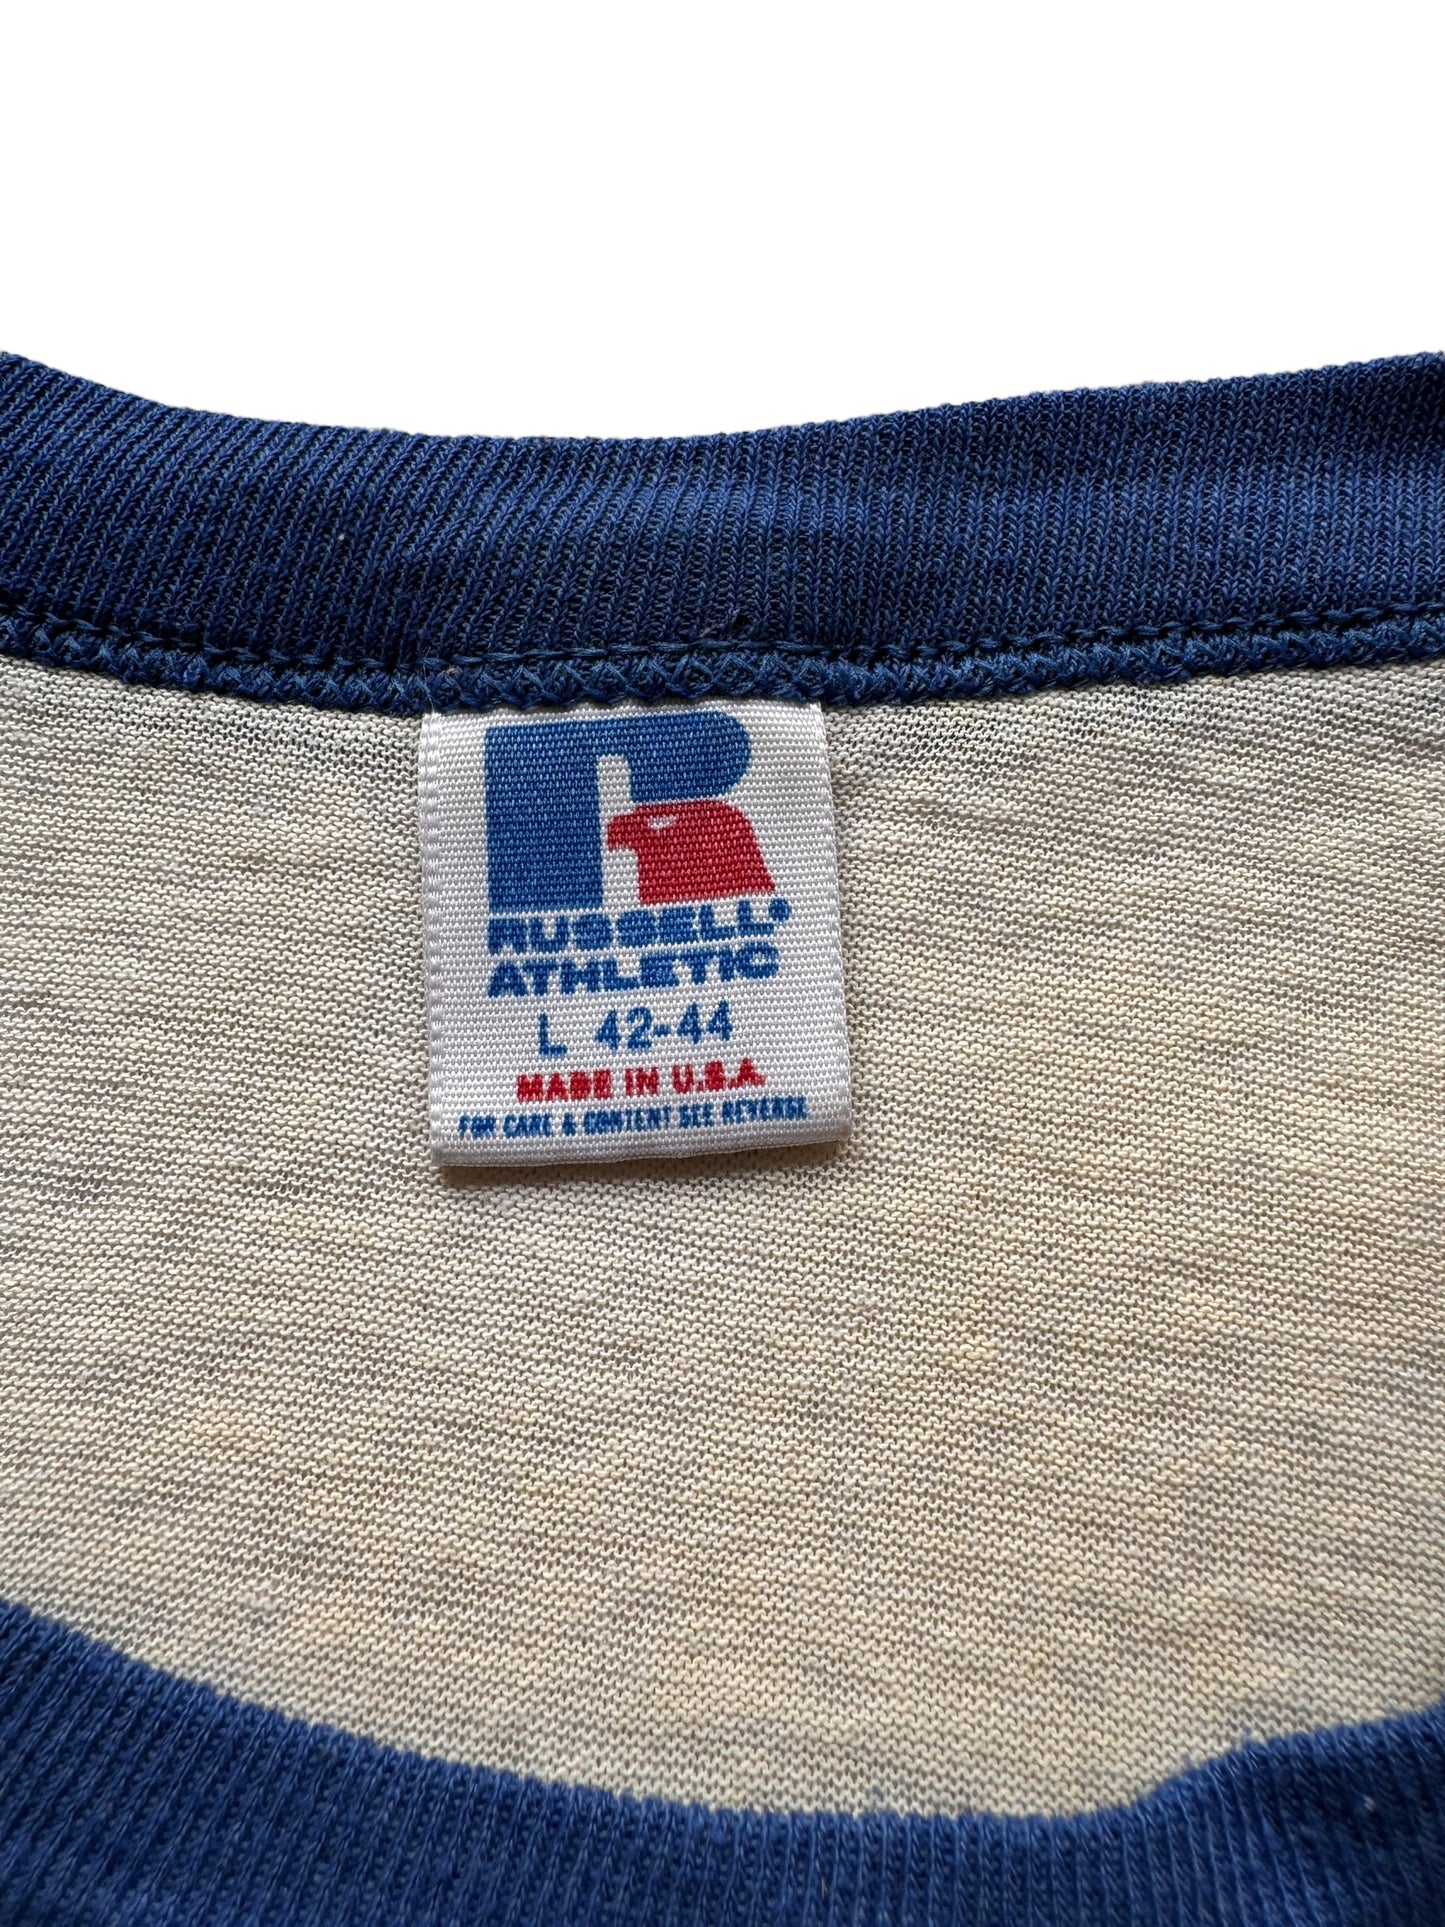 R
RUSSELL®
ATHLETIC
L 42-44
MADE IN U.S.A.
FOR CARE & CONTENT SEE REVERSE